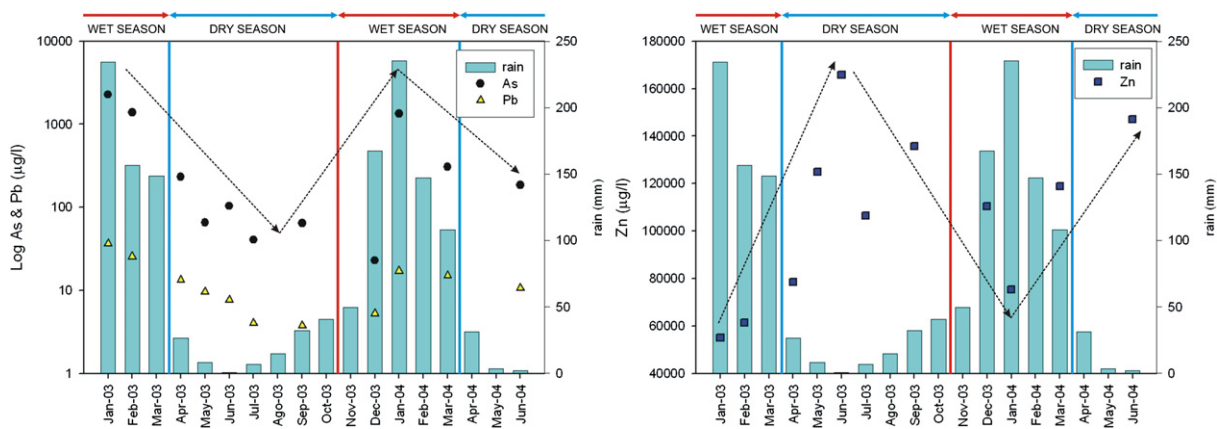 WET SEASON DRY SEASON WET SEASON DRY SEASON
10000
1000
100
10
1
Log As & Pb (µg/l)
250
200
150
100
50
0
rain (mm)
rain
As
Pb
Jan-03
Feb-03
Mar-03
Apr-03
May-03
Jun-03
Jul-03
Ago-03
Sep-03
Oct-03
Nov-03
Dec-03
Jan-04
Feb-04
Mar-04
Apr-04
May-04
Jun-04
WET SEASON DRY SEASON WET SEASON DRY SEASON
180000
160000
140000
120000
100000
80000
60000
40000
Zn (µg/l)
250
200
150
100
50
0
rain (mm)
rain
Zn
Jan-03
Feb-03
Mar-03
Apr-03
May-03
Jun-03
Jul-03
Ago-03
Sep-03
Oct-03
Nov-03
Dec-03
Jan-04
Feb-04
Mar-04
Apr-04
May-04
Jun-04